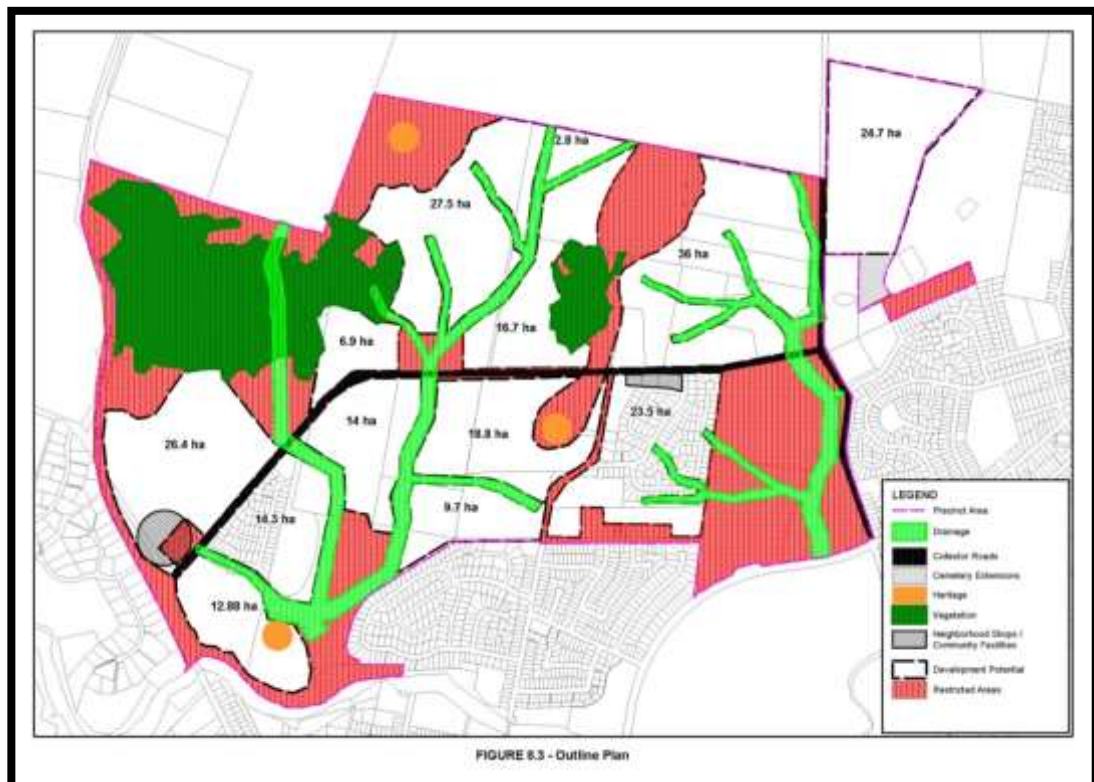 24.7 ha
2.8 ha
27.5 ha
36 ha
16.7 ha
6.9 ha
23.5 ha
14 ha
18.8 ha
26.4 ha
9.7 ha
14.3 ha
12.88 ha
LEGEND
Precinct Area
Drainage
Collector Roads
Cemetery Extensions
Heritage
Vegetation
Neighborhood Shops /
Community Facilities
Development Potential
Restricted Areas
FIGURE 8.3 - Outline Plan